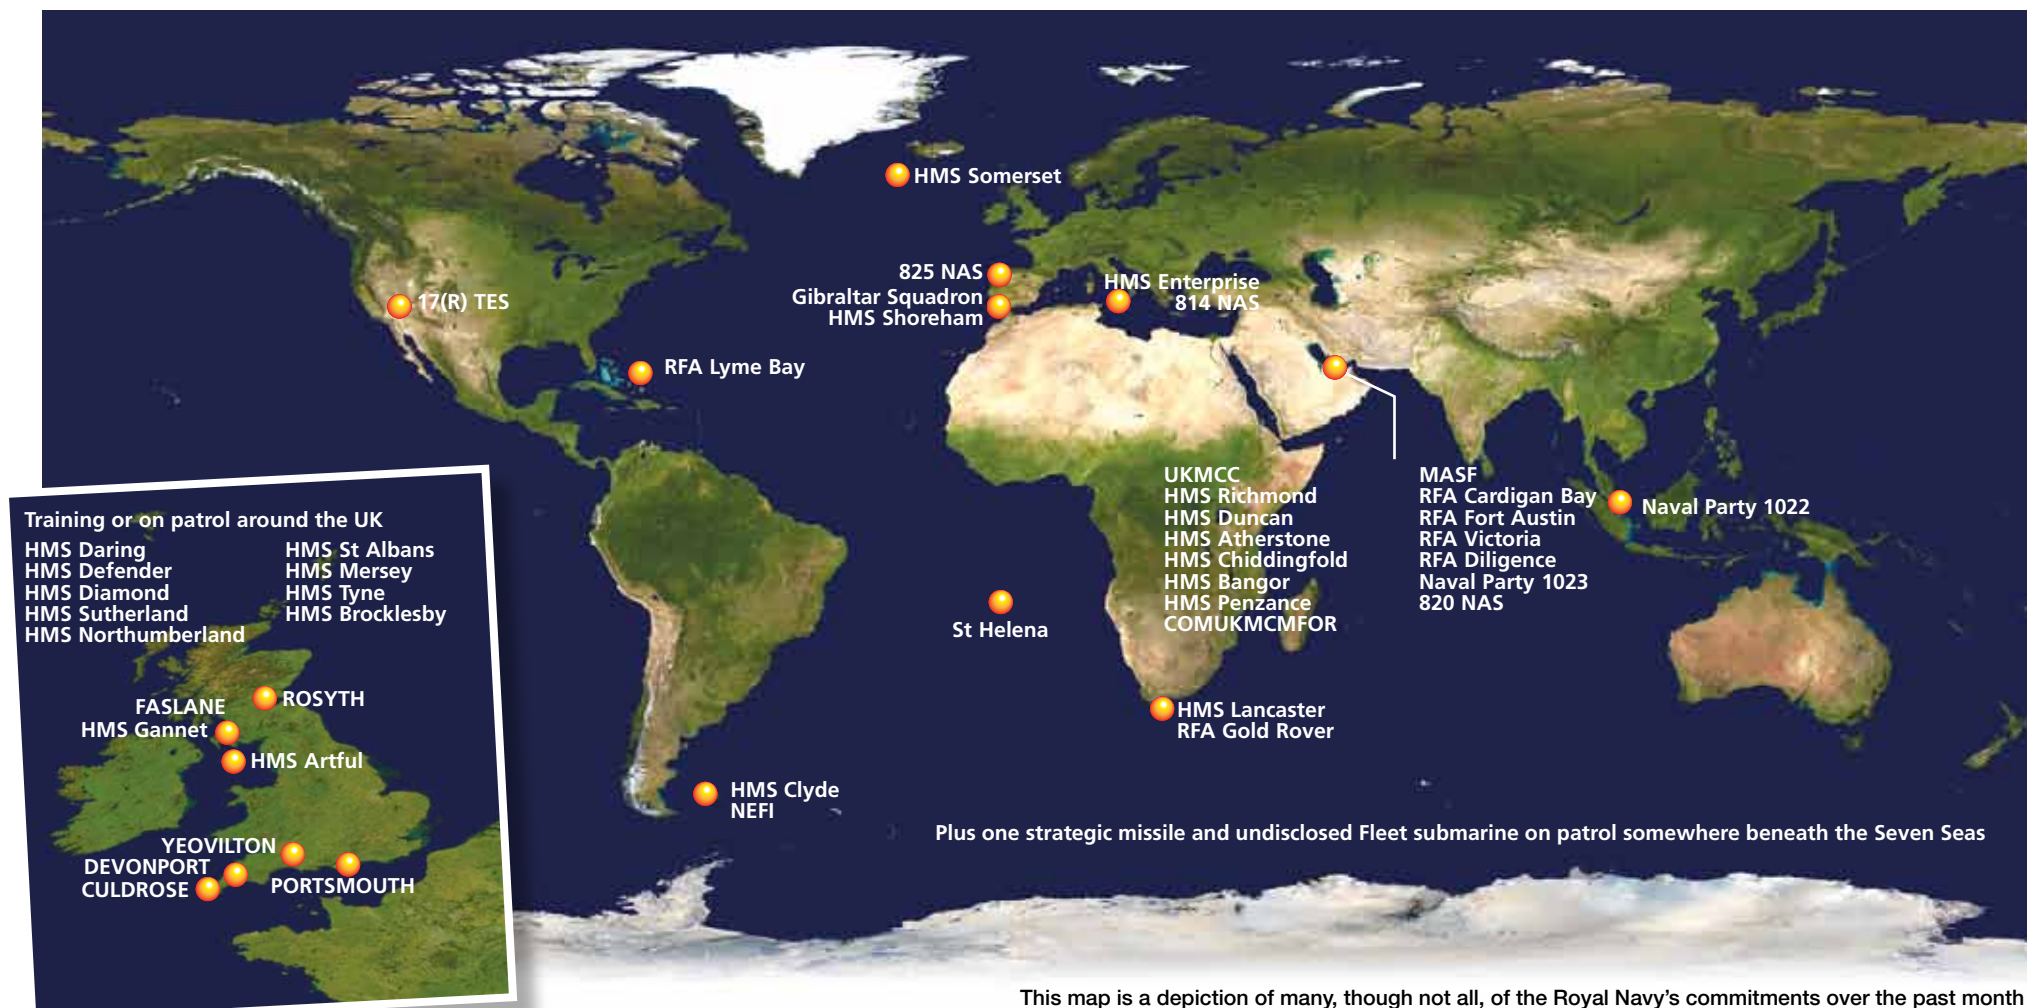 HMS Somerset
825 NAS
Gibraltar Squadron
HMS Shoreham
HMS Enterprise
814 NAS
17(R) TES
RFA Lyme Bay
UKMCC
HMS Richmond
HMS Duncan
HMS Atherstone
HMS Chiddingfold
HMS Bangor
HMS Penzance
COMUKMCMFOR
MASF
RFA Cardigan Bay
RFA Fort Austin
RFA Victoria
RFA Diligence
Naval Party 1023
820 NAS
Naval Party 1022
St Helena
HMS Lancaster
RFA Gold Rover
HMS Clyde
NEFI
Plus one strategic missile and undisclosed Fleet submarine on patrol somewhere beneath the Seven Seas
Training or on patrol around the UK
HMS Daring
HMS Defender
HMS Diamond
HMS Sutherland
HMS Northumberland
HMS St Albans
HMS Mersey
HMS Tyne
HMS Brocklesby
ROSYTH
FASLANE
HMS Gannet
HMS Artful
YEOVILTON
DEVONPORT
CULDROSE
PORTSMOUTH
This map is a depiction of many, though not all, of the Royal Navy's commitments over the past month